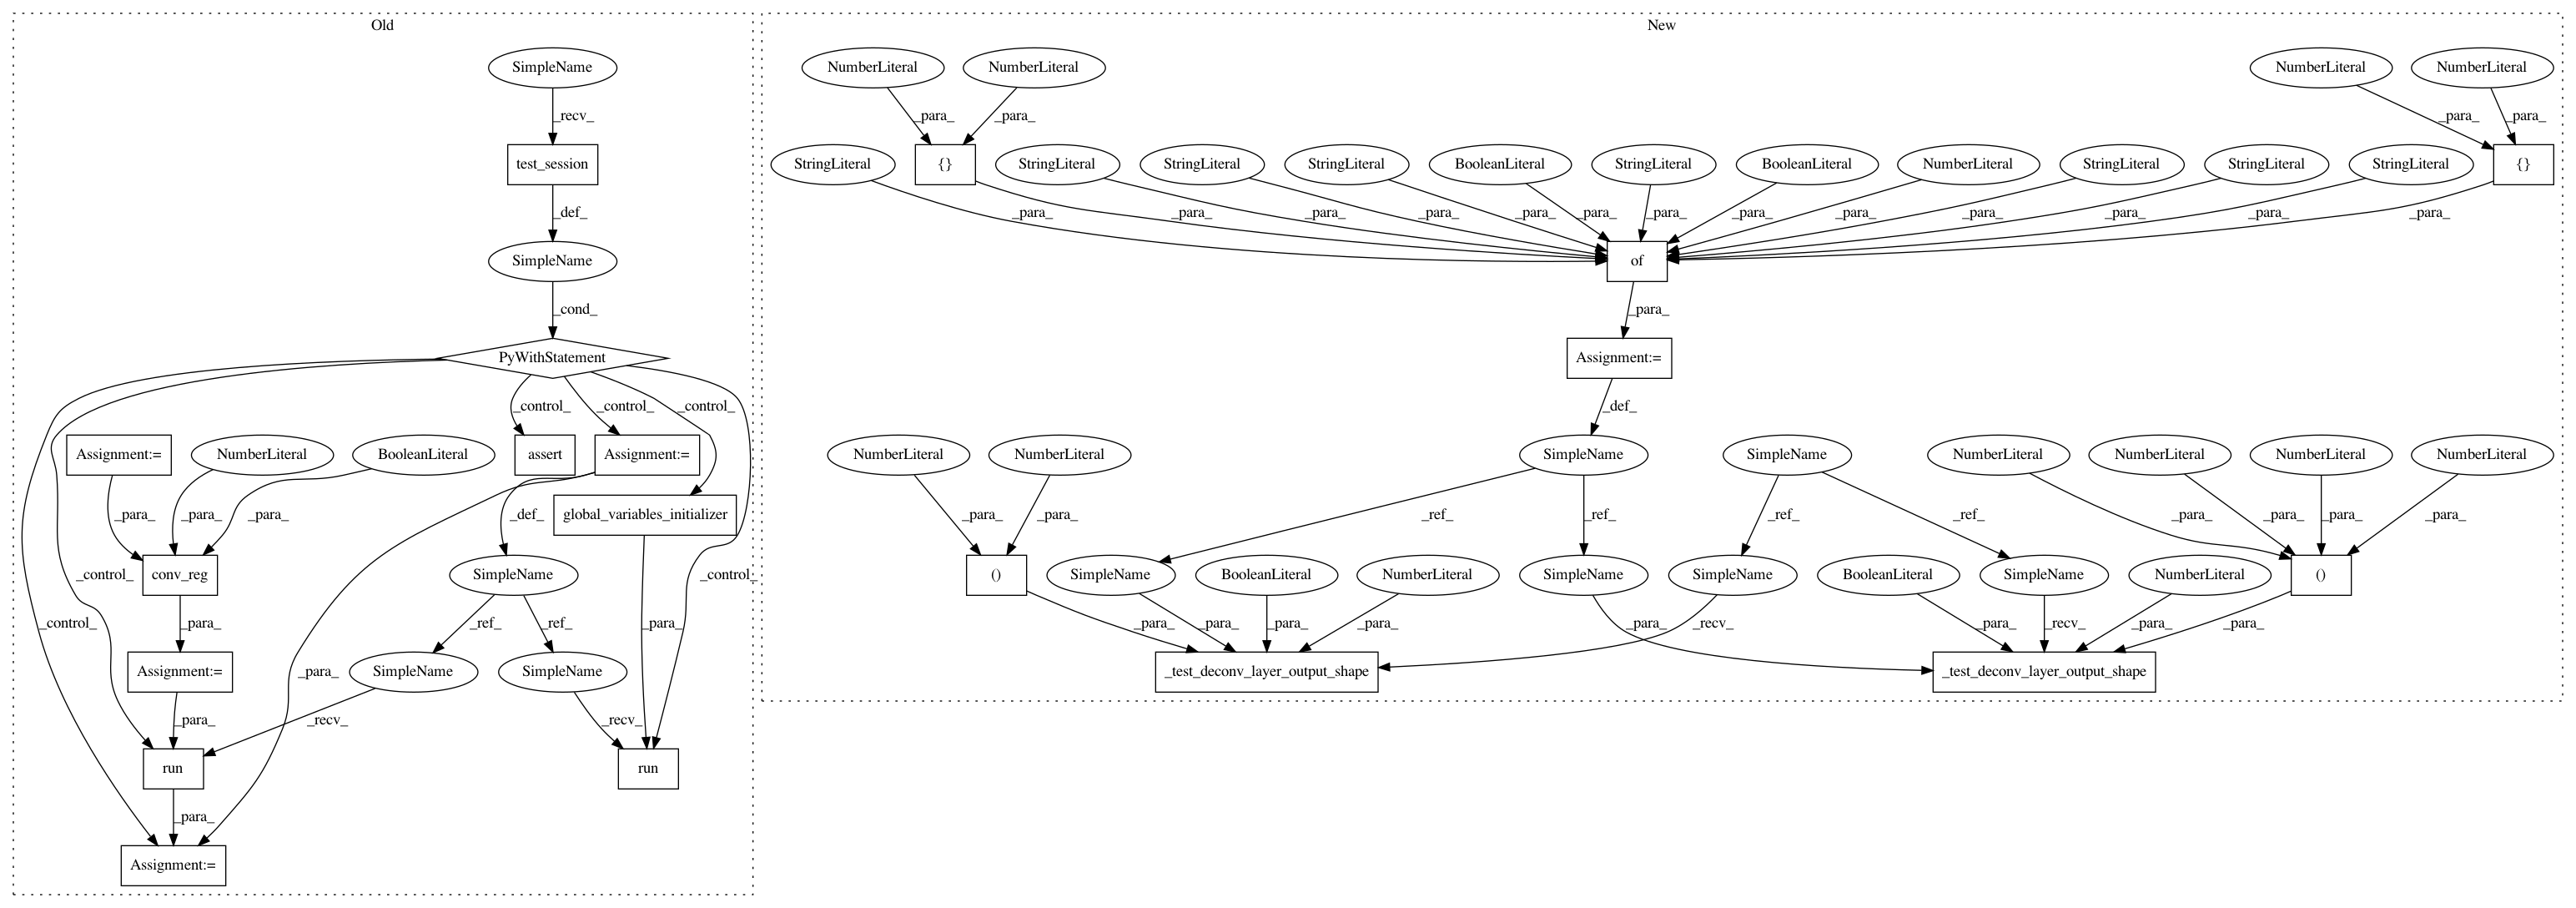 Old
New
SimpleName
NumberLiteral
NumberLiteral
NumberLiteral
NumberLiteral
_recv_
_para_
_para_
_para_
_para_
test_session
StringLiteral
{}
StringLiteral
StringLiteral
StringLiteral
BooleanLiteral
StringLiteral
BooleanLiteral
NumberLiteral
StringLiteral
StringLiteral
StringLiteral
{}
_def_
_para_
_para_
_para_
_para_
_para_
_para_
_para_
_para_
_para_
_para_
_para_
_para_
_para_
SimpleName
of
_cond_
_para_
PyWithStatement
Assignment:=
_control_
_control_
_control_
_def_
Assignment:=
NumberLiteral
BooleanLiteral
assert
Assignment:=
NumberLiteral
NumberLiteral
SimpleName
SimpleName
NumberLiteral
NumberLiteral
NumberLiteral
NumberLiteral
_para_
_para_
_para_
_def_
global_variables_initializer
_para_
_para_
_ref_
_ref_
_ref_
_ref_
_para_
_para_
_para_
_para_
conv_reg
_control_
SimpleName
_control_
()
SimpleName
BooleanLiteral
NumberLiteral
SimpleName
SimpleName
BooleanLiteral
SimpleName
NumberLiteral
()
_control_
_para_
_ref_
_ref_
_para_
_para_
_para_
_para_
_para_
_recv_
_para_
_para_
_recv_
_para_
_para_
Assignment:=
SimpleName
_para_
SimpleName
_test_deconv_layer_output_shape
_test_deconv_layer_output_shape
_para_
_recv_
_recv_
run
run
_para_
Assignment:=